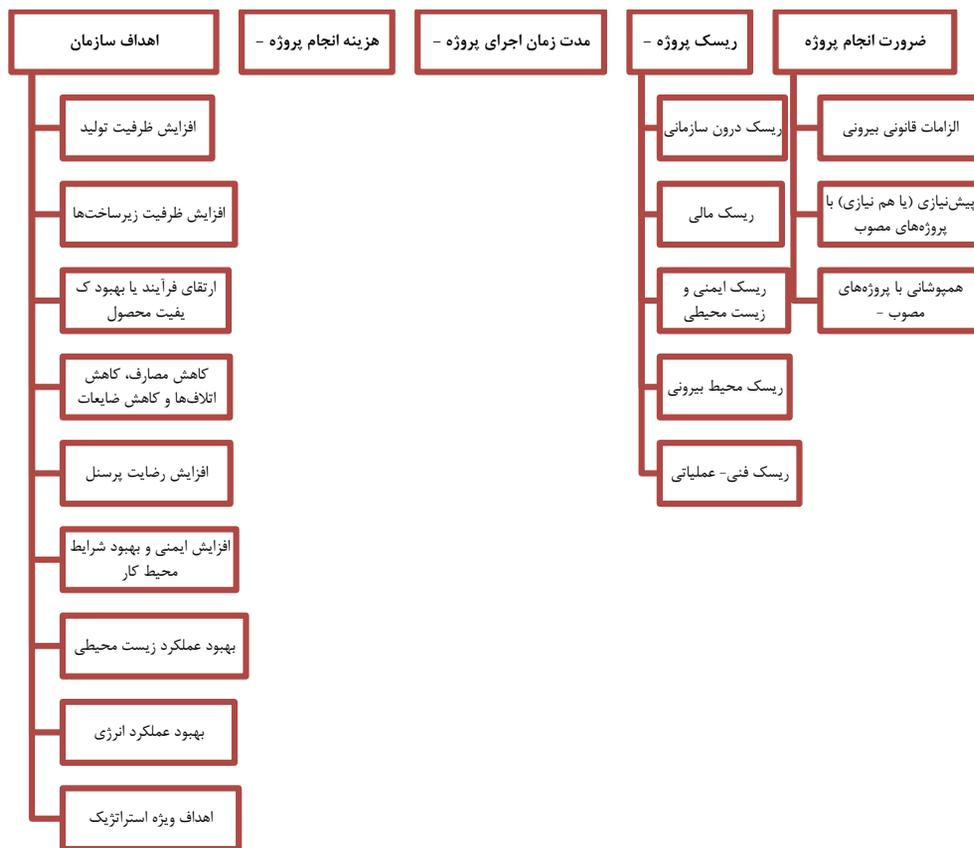 ضرورت انجام پروژه
الزامات قانونی بیرونی
پیش‌نیازی (یا هم نیازی) با
پروژه‌های مصوب
همپوشانی با پروژه‌های
مصوب -
ریسک پروژه -
ریسک درون سازمانی
ریسک مالی
ریسک ایمنی و
زیست محیطی
ریسک محیط بیرونی
ریسک فنی- عملیاتی
مدت زمان اجرای پروژه -
هزینه انجام پروژه -
اهداف سازمان
افزایش ظرفیت تولید
افزایش ظرفیت زیرساخت‌ها
ارتقای فرآیند یا بهبود ک
یفیت محصول
کاهش مصارف، کاهش
اتلاف‌ها و کاهش ضایعات
افزایش رضایت پرسنل
افزایش ایمنی و بهبود شرایط
محیط کار
بهبود عملکرد زیست محیطی
بهبود عملکرد انرژی
اهداف ویژه استراتژیک